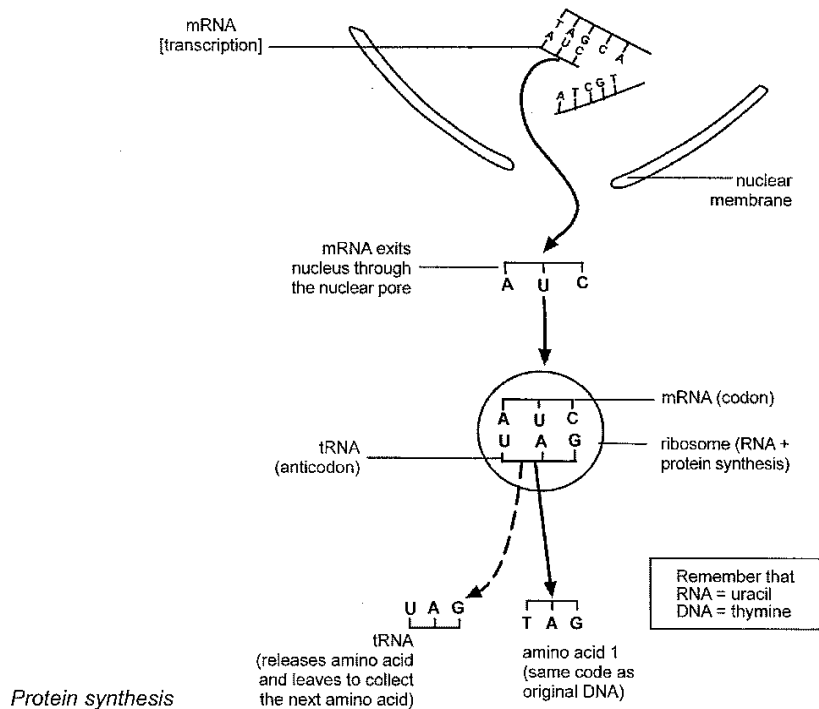 mRNA
[transcription]
T A G C A
A U C
A T C G T
nuclear
membrane
mRNA exits
nucleus through
the nuclear pore
A U C
mRNA (codon)
A U C
U A G
tRNA
(anticodon)
ribosome (RNA +
protein synthesis)
U A G
tRNA
(releases amino acid
and leaves to collect
the next amino acid)
T A G
amino acid 1
(same code as
original DNA)
Remember that
RNA = uracil
DNA = thymine
Protein synthesis